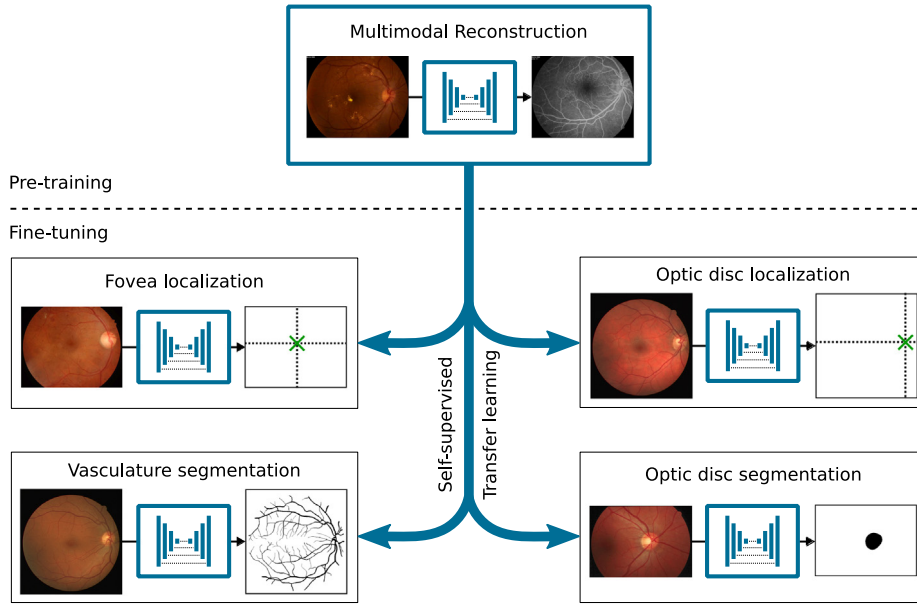 Multimodal Reconstruction
Pre-training
Fine-tuning
Fovea localization
Optic disc localization
Self-supervised
Transfer learning
Vasculature segmentation
Optic disc segmentation